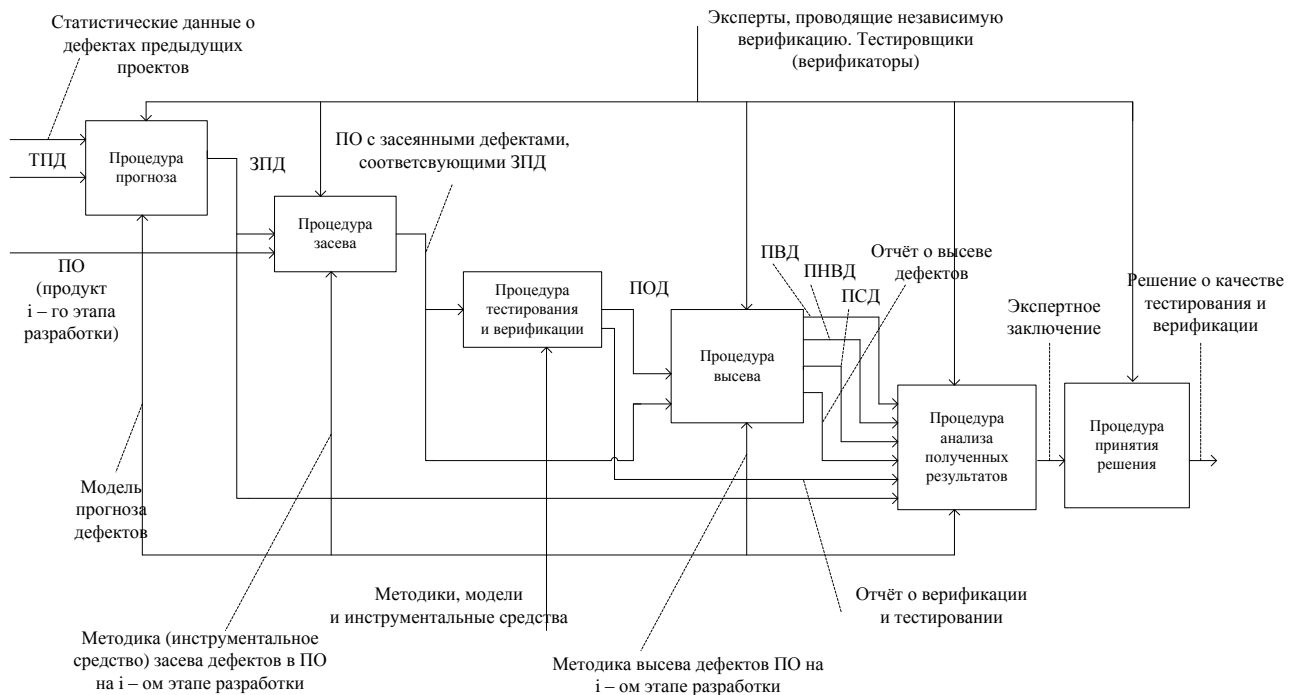 Статистические данные о
дефектах предыдущих
проектов
Эксперты, проводящие независимую
верификацию. Тестировщики
(верификаторы)
ТПД
Процедура
прогноза
ЗПД
ПО с засеянными дефектами,
соответсвующими ЗПД
Процедура
засева
ПО
(продукт
i – го этапа
разработки)
Процедура
тестирования
и верификации
ПОД
ПВД
ПНВД
ПСД
Отчёт о высеве
дефектов
Процедура
высева
Экспертное
заключение
Решение о качестве
тестирования и
верификации
Процедура
анализа
полученных
результатов
Процедура
принятия
решения
Модель
прогноза
дефектов
Методики, модели
и инструментальные средства
Отчёт о верификации
и тестировании
Методика (инструментальное
средство) засева дефектов в ПО
на i – ом этапе разработки
Методика высева дефектов ПО на
i – ом этапе разработки